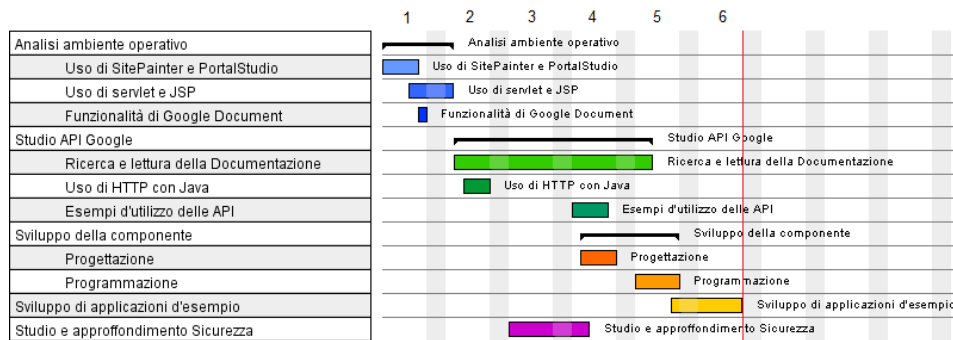 1 2 3 4 5 6
Analisi ambiente operativo Analisi ambiente operativo
Uso di SitePainter e PortalStudio Uso di SitePainter e PortalStudio
Uso di servlet e JSP Uso di servlet e JSP
Funzionalità di Google Document Funzionalità di Google Document
Studio API Google Studio API Google
Ricerca e lettura della Documentazione Ricerca e lettura della Documentazione
Uso di HTTP con Java Uso di HTTP con Java
Esempi d'utilizzo delle API Esempi d'utilizzo delle API
Sviluppo della componente Sviluppo della componente
Progettazione Progettazione
Programmazione Programmazione
Sviluppo di applicazioni d'esempio Sviluppo di applicazioni d'esempio
Studio e approffondimento Sicurezza Studio e approffondimento Sicurezza